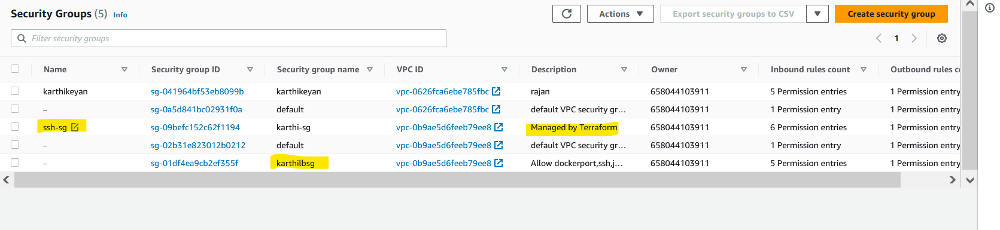 Security Groups (5) Info
Actions
Export security groups to CSV
Create security group
Filter security groups
1
Name Security group ID Security group name VPC ID Description Owner Inbound rules count Outbound rules co
karthikeyan sg-041964bf53eb8099b karthikeyan vpc-0626fca6ebe785fbc rajan 658044103911 5 Permission entries 1 Permission entry
– sg-0a5d841bc02931f0a default vpc-0626fca6ebe785fbc default VPC security gr... 658044103911 1 Permission entry 1 Permission entry
ssh-sg sg-09befc152c62f1194 karthi-sg vpc-0b9ae5d6feeb79ee8 Managed by Terraform 658044103911 6 Permission entries 1 Permission entry
– sg-02b31e823012b0212 default vpc-0b9ae5d6feeb79ee8 default VPC security gr... 658044103911 1 Permission entry 1 Permission entry
– sg-01df4ea9cb2ef355f karthilbsg vpc-0b9ae5d6feeb79ee8 Allow dockerport,ssh,j... 658044103911 5 Permission entries 1 Permission entry